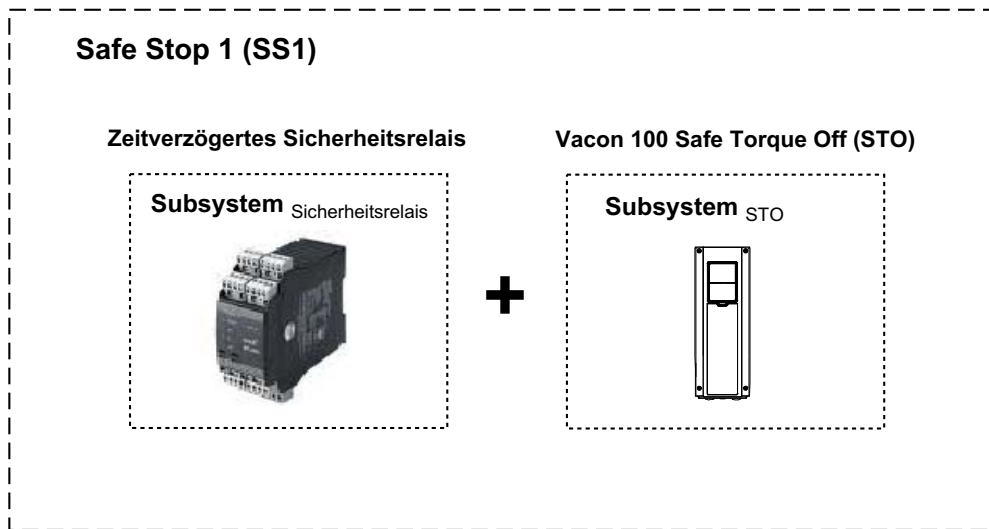 Safe Stop 1 (SS1)
Zeitverzögertes Sicherheitsrelais
Vacon 100 Safe Torque Off (STO)
Subsystem Sicherheitsrelais
Subsystem STO
+